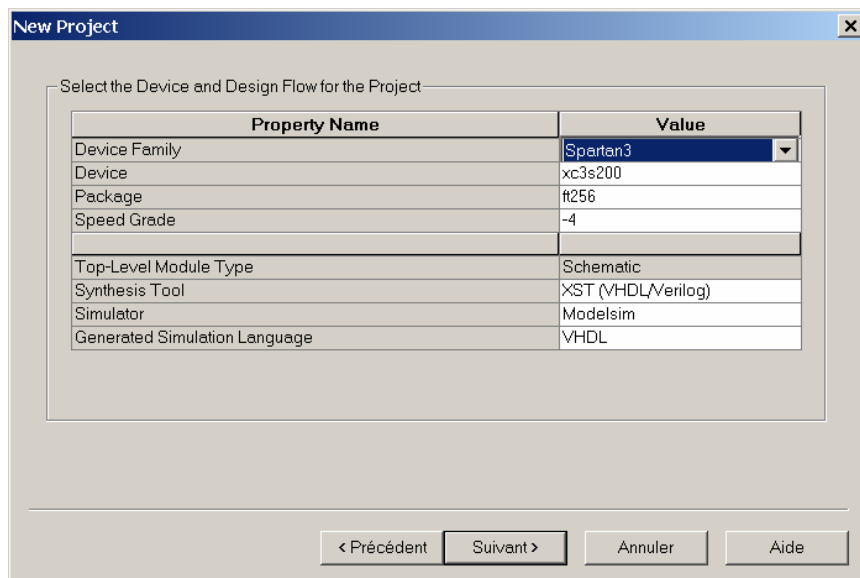 New Project
Select the Device and Design Flow for the Project
Property Name Value
Device Family Spartan3
Device xc3s200
Package ft256
Speed Grade -4
Top-Level Module Type Schematic
Synthesis Tool XST (VHDL/Verilog)
Simulator Modelsim
Generated Simulation Language VHDL
< Précédent Suivant > Annuler Aide